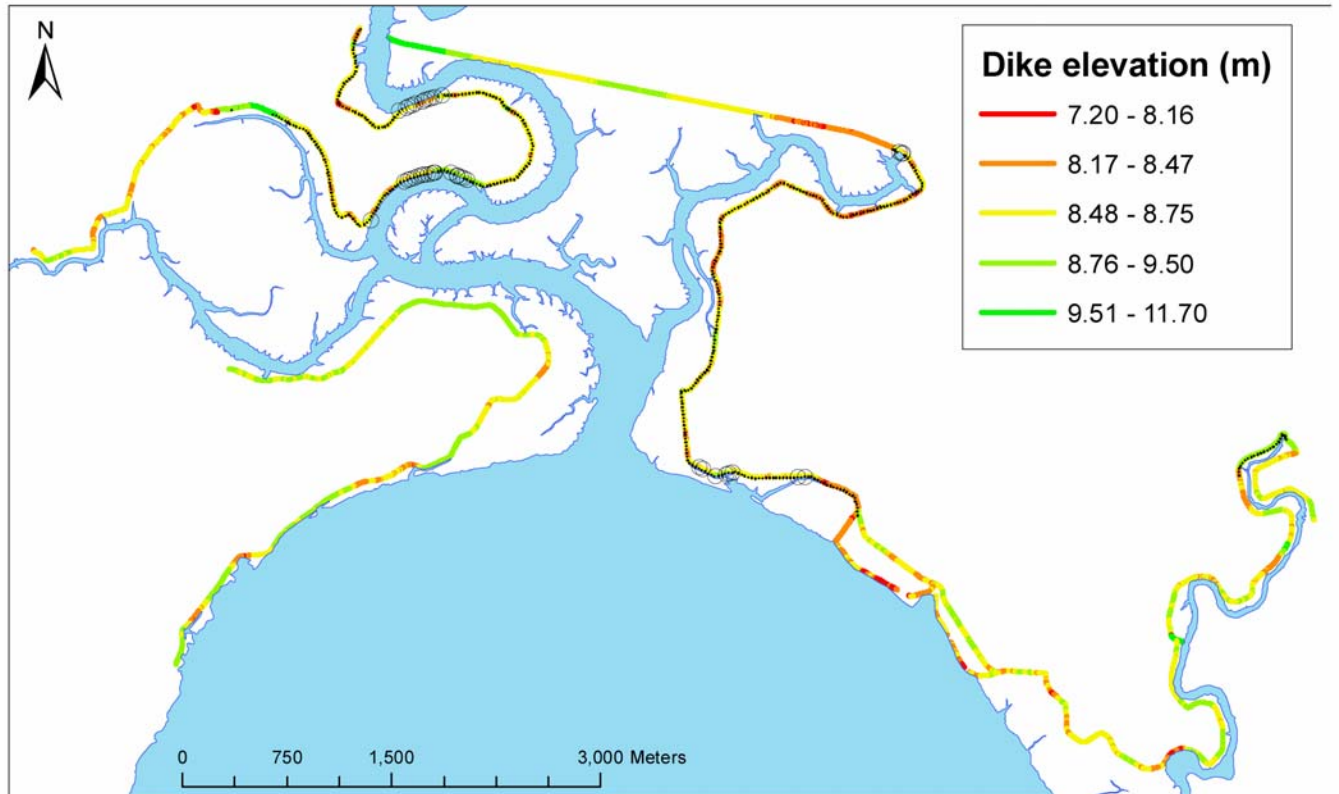 N
Dike elevation (m)
7.20 - 8.16
8.17 - 8.47
8.48 - 8.75
8.76 - 9.50
9.51 - 11.70
0 750 1,500 3,000 Meters